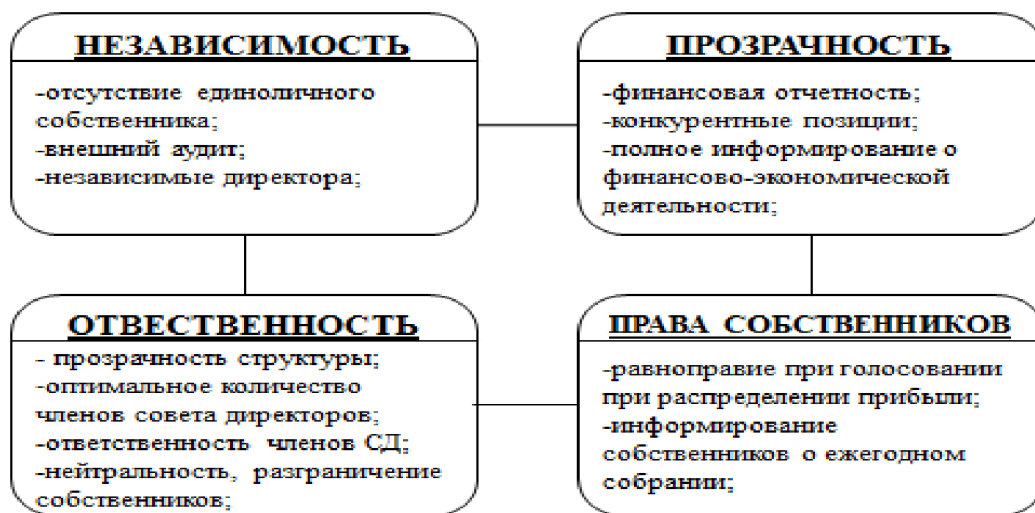 НЕЗАВИСИМОСТЬ
-отсутствие единоличного
собственника;
-внешний аудит;
-независимые директора;
ПРОЗРАЧНОСТЬ
-финансовая отчетность;
-конкурентные позиции;
-полное информирование о
финансово-экономической
деятельности;
ОТВЕСТВЕННОСТЬ
- прозрачность структуры;
-оптимальное количество
членов совета директоров;
-ответственность членов СД;
-нейтральность, разграничение
собственников;
ПРАВА СОБСТВЕННИКОВ
-равноправие при голосовании
при распределении прибыли;
-информирование
собственников о ежегодном
собрании;